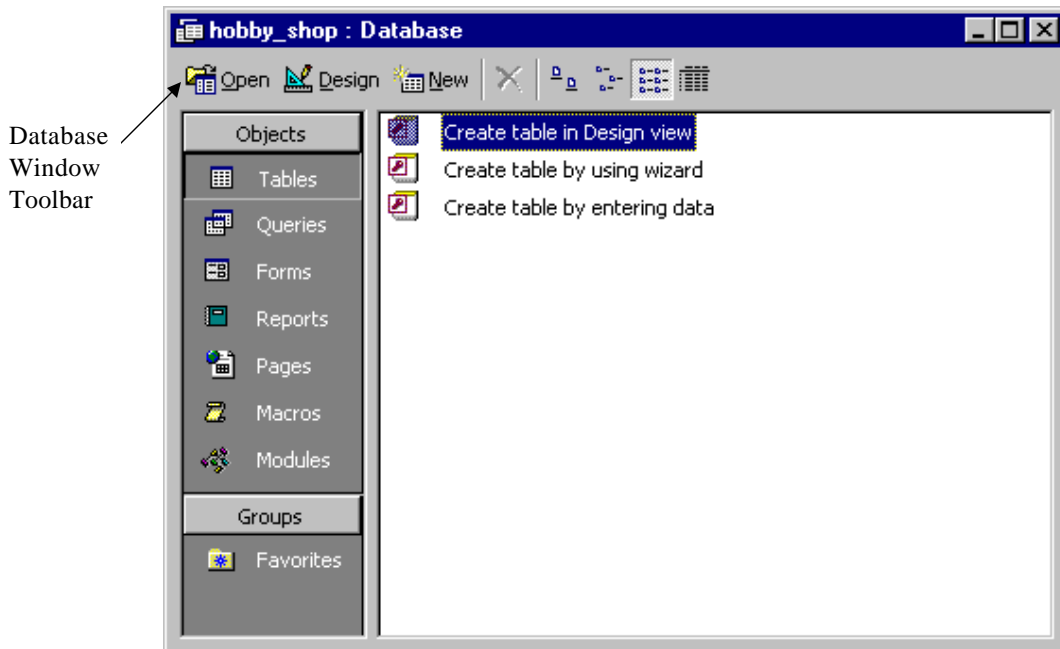 hobby_shop : Database
Open Design New
Database
Window
Toolbar
Objects
Tables
Queries
Forms
Reports
Pages
Macros
Modules
Groups
Favorites
Create table in Design view
Create table by using wizard
Create table by entering data